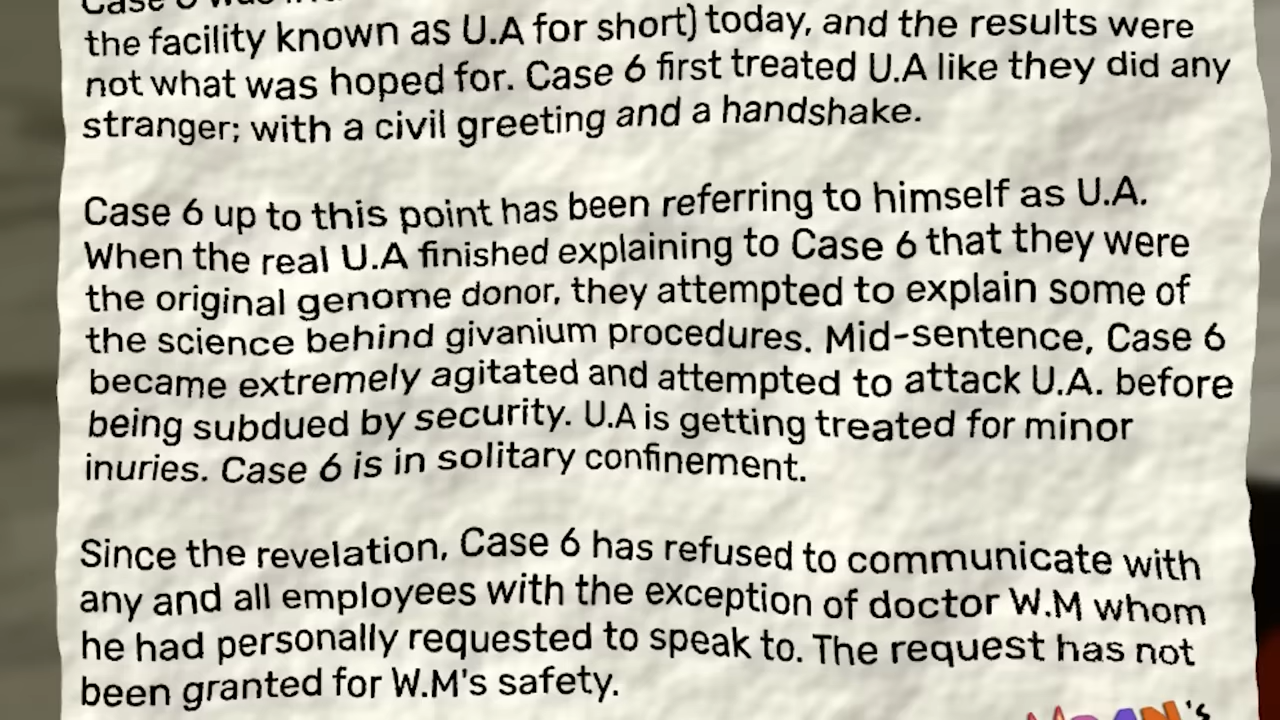 Case 6 was
the facility known as U.A for short) today, and the results were
not what was hoped for. Case 6 first treated U.A like they did any
stranger; with a civil greeting and a handshake.
Case 6 up to this point has been referring to himself as U.A.
When the real U.A finished explaining to Case 6 that they were
the original genome donor, they attempted to explain some of
the science behind givanium procedures. Mid-sentence, Case 6
became extremely agitated and attempted to attack U.A. before
being subdued by security. U.A is getting treated for minor
inuries. Case 6 is in solitary confinement.
Since the revelation, Case 6 has refused to communicate with
any and all employees with the exception of doctor W.M whom
he had personally requested to speak to. The request has not
been granted for W.M's safety.